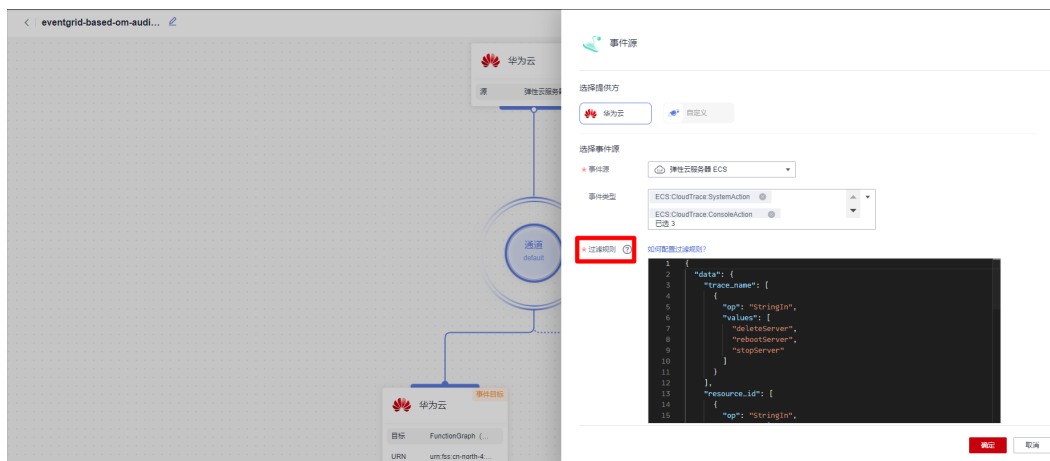 eventgrid-based-om-audi...
华为云
源 弹性云服务
通道
default
事件目标
华为云
目标 FunctionGraph (...
URN urn:fss:cn-north-4:...
事件源
选择提供方
华为云 自定义
选择事件源
* 事件源 弹性云服务器 ECS
事件类型 ECS:CloudTrace:SystemAction
ECS:CloudTrace:ConsoleAction
已选 3
* 过滤规则 ? 如何配置过滤规则?
1 {
2 "data": {
3 "trace_name": [
4 {
5 "op": "StringIn",
6 "values": [
7 "deleteServer",
8 "rebootServer",
9 "stopServer"
10 ]
11 }
12 ],
13 "resource_id": [
14 {
15 "op": "StringIn",
确定 取消